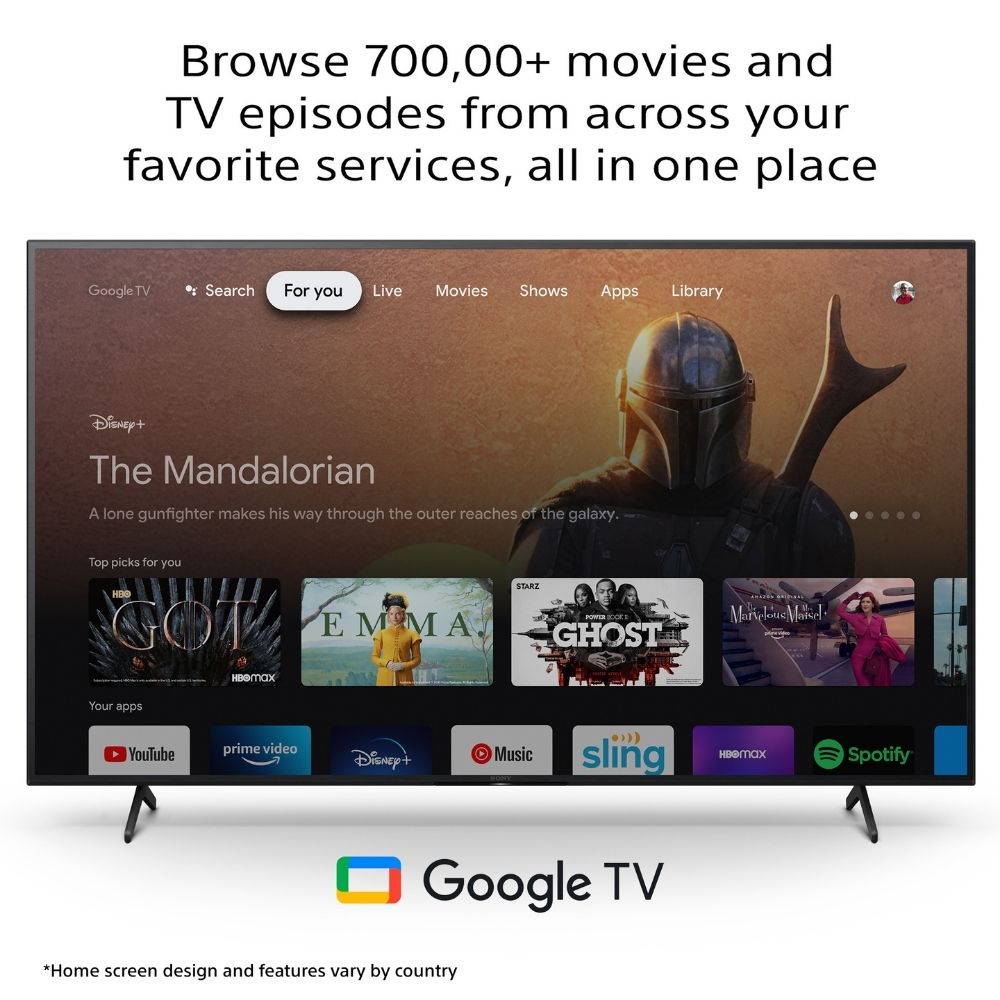 Browse 700,00+ movies and
TV episodes from across your
favorite services, all in one place
Google TV Search For you Live Movies Shows Apps Library
Disney+
The Mandalorian
A lone gunfighter makes his way through the outer reaches of the galaxy.
Top picks for you
HBO
GOT
HBOMAX
EMMA.
STARZ
POWER BOOK II
GHOST
AMAZON ORIGINAL
The Marvelous Mrs. Maisel
prime video
Your apps
YouTube prime video Disney+ Music sling HBOMAX Spotify
SONY
Google TV
*Home screen design and features vary by country